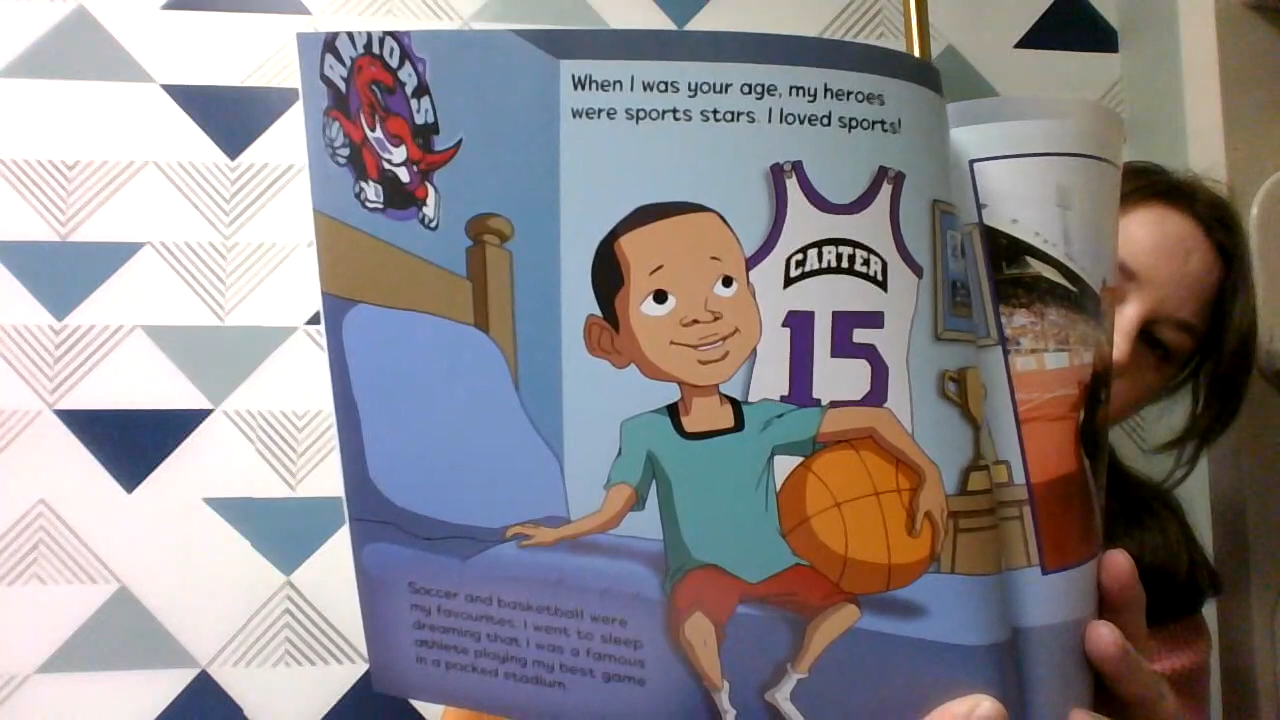 RAPTORS
When I was your age, my heroes
were sports stars. I loved sports!
CARTER
15
Soccer and basketball were
my favourites. I went to sleep
dreaming that I was a famous
athlete playing my best game
in a packed stadium.